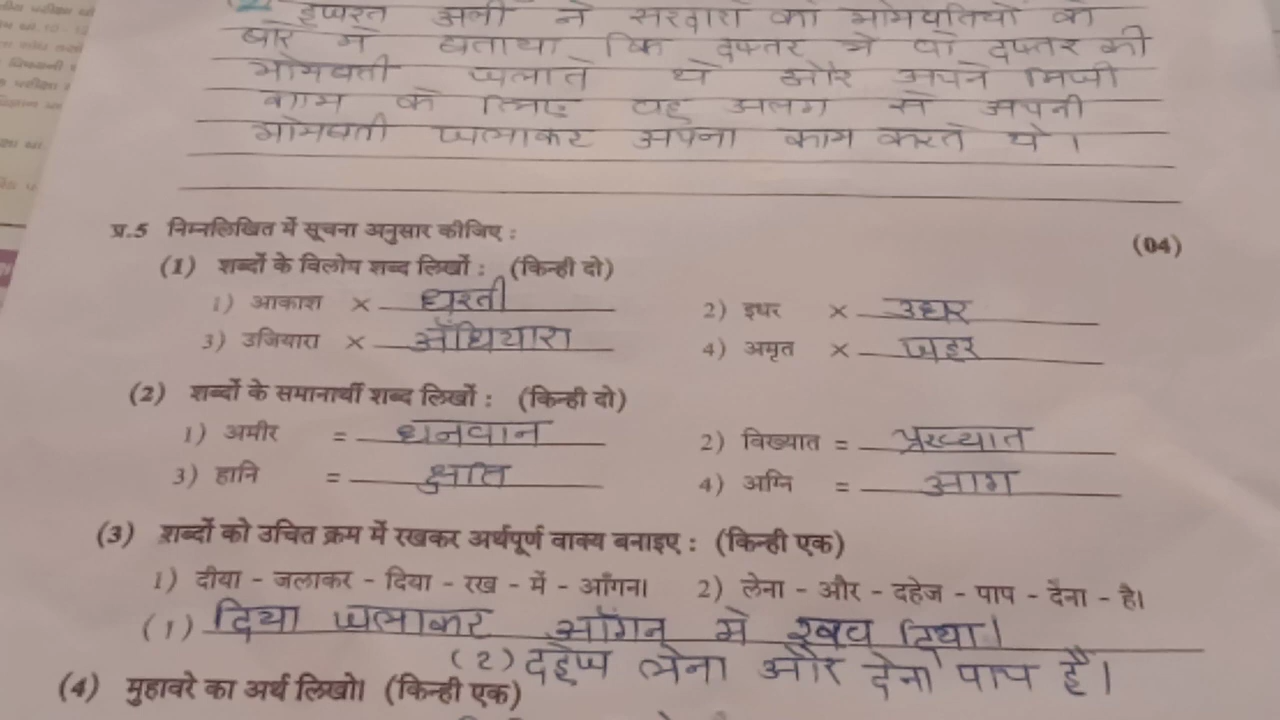 इज्जत अली ने सरदारों को मोमबत्तियों के
बारे में बताया कि दफ्तर मे वो दफ्तर की
मोमबत्ती जलाते थे और अपने निजी
काम के लिए वह अलग से अपनी
मोमबत्ती जलाकर अपना काम करते थे।
प्र.5 निम्नलिखित में सूचना अनुसार कीजिए : (04)
(1) शब्दों के विलोप शब्द लिखों : (किन्ही दो)
1) आकाश × धरती 2) इधर × उधर
3) उजियारा × अँधियारा 4) अमृत × जहर
(2) शब्दों के समानार्थी शब्द लिखों : (किन्ही दो)
1) अमीर = धनवान 2) विख्यात = प्रख्यात
3) हानि = क्षति 4) अग्नि = आग
(3) शब्दों को उचित क्रम में रखकर अर्थपूर्ण वाक्य बनाइए : (किन्ही एक)
1) दीया - जलाकर - दिया - रख - में - आँगन। 2) लेना - और - दहेज - पाप - दैना - है।
(1) दिया जलाकर आँगन मे रख दिया।
(2) दहेज लेना और देना पाप है।
(4) मुहावरे का अर्थ लिखो। (किन्ही एक)